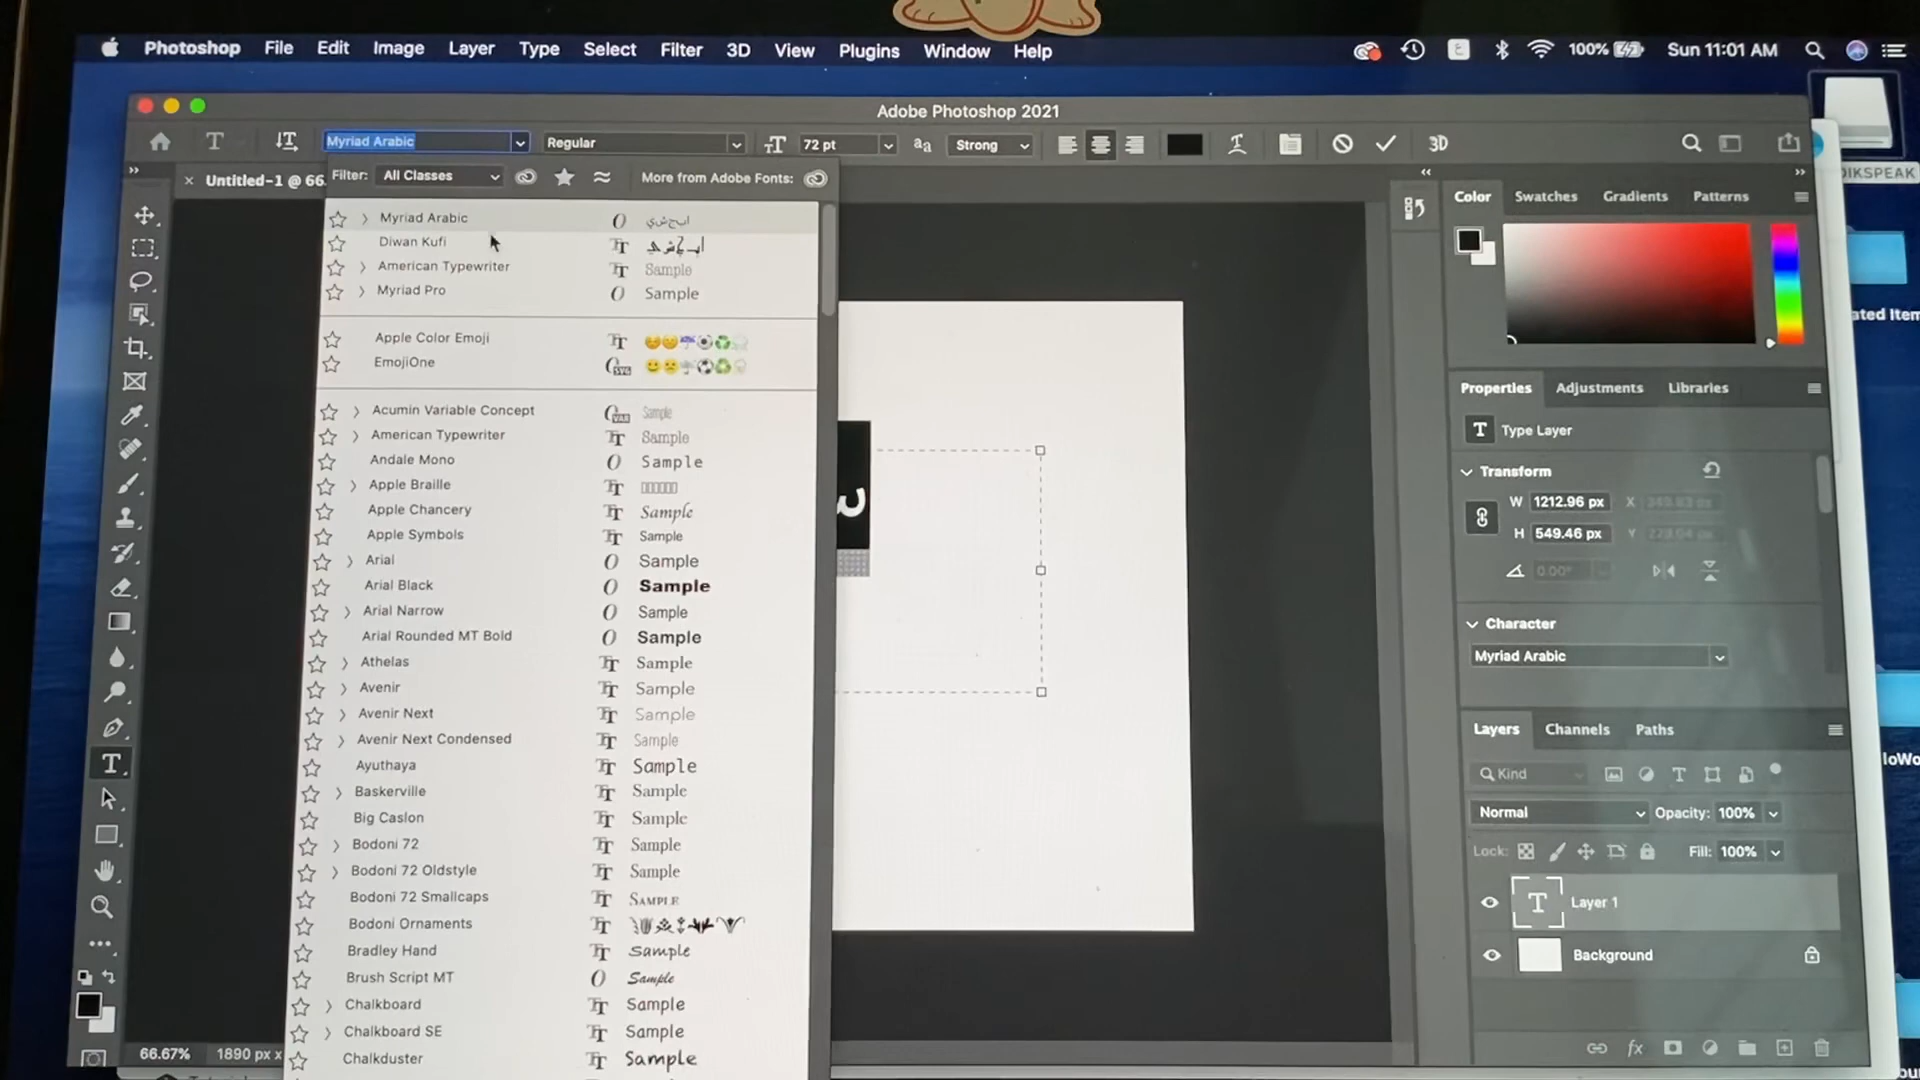 Photoshop File Edit Image Layer Type Select Filter 3D View Plugins Window Help 100% Sun 11:01 AM
Adobe Photoshop 2021
Myriad Arabic Regular 72 pt Strong 3D
Untitled-1 @ 66.
Filter: All Classes More from Adobe Fonts:
Myriad Arabic
Diwan Kufi
American Typewriter Sample
Myriad Pro Sample
Apple Color Emoji
EmojiOne
Acumin Variable Concept Sample
American Typewriter Sample
Andale Mono Sample
Apple Braille
Apple Chancery Sample
Apple Symbols Sample
Arial Sample
Arial Black Sample
Arial Narrow Sample
Arial Rounded MT Bold Sample
Athelas Sample
Avenir Sample
Avenir Next Sample
Avenir Next Condensed Sample
Ayuthaya Sample
Baskerville Sample
Big Caslon Sample
Bodoni 72 Sample
Bodoni 72 Oldstyle Sample
Bodoni 72 Smallcaps SAMPLE
Bodoni Ornaments
Bradley Hand Sample
Brush Script MT Sample
Chalkboard Sample
Chalkboard SE Sample
Chalkduster Sample
66.67% 1890 px x
Color Swatches Gradients Patterns
Properties Adjustments Libraries
Type Layer
Transform
W 1212.96 px X
H 549.46 px Y
0.00°
Character
Myriad Arabic
Layers Channels Paths
Kind
Normal Opacity: 100%
Lock: Fill: 100%
Layer 1
Background
DIKSPEAK
ated Item